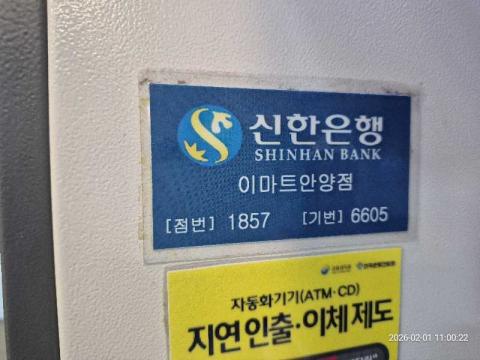 신한은행
SHINHAN BANK
이마트안양점
[점번] 1857 [기번] 6605
자동화기기(ATM·CD)
지연인출·이체제도
2026-02-01 11:00:22